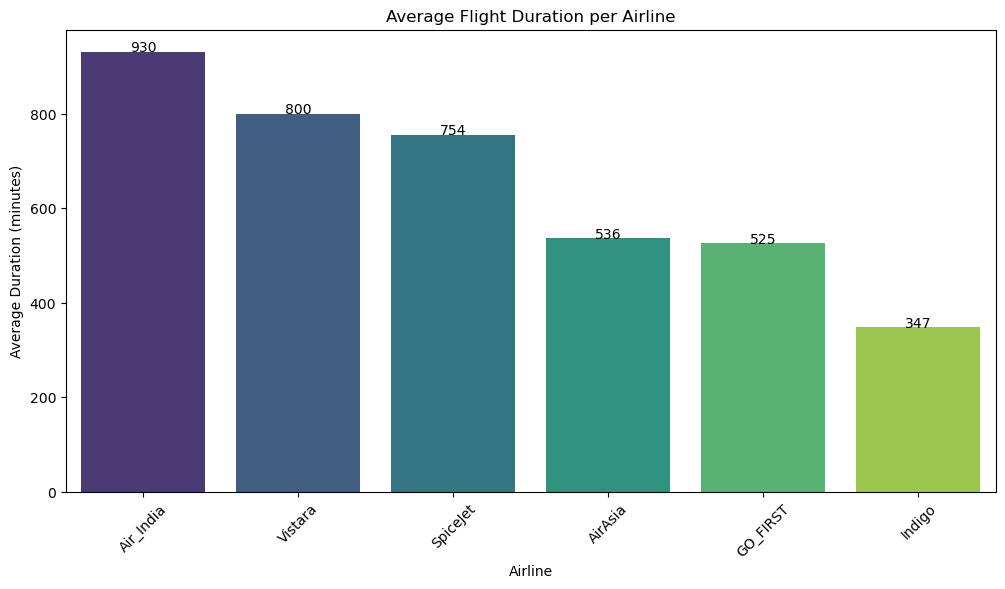 Average Flight Duration per Airline
Average Duration (minutes)
800
600
400
200
0
930
800
754
536
525
347
Air_India
Vistara
SpiceJet
AirAsia
GO_FIRST
Indigo
Airline